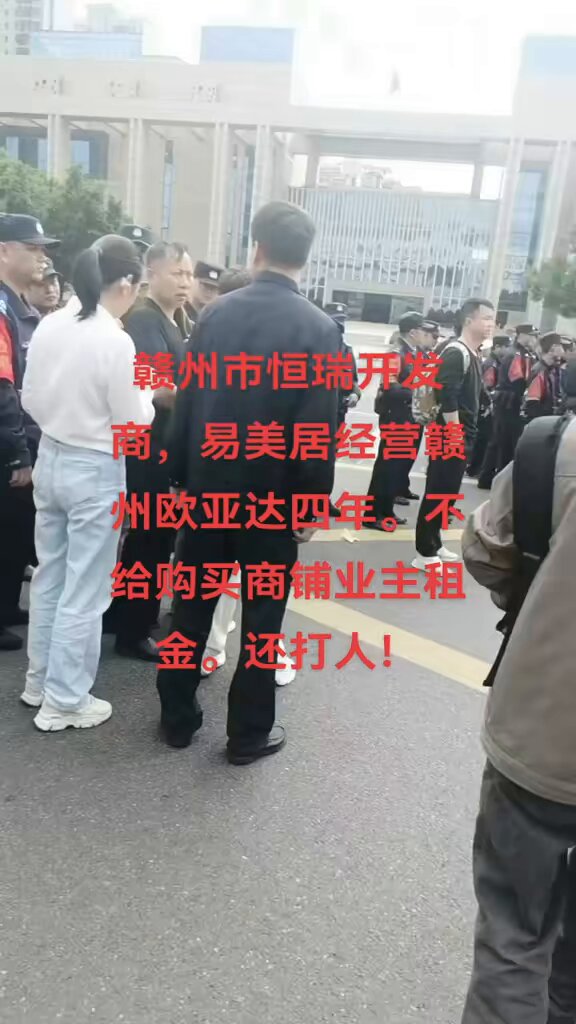 赣州市恒瑞开发
商，易美居经营赣
州欧亚达四年。不
给购买商铺业主租
金。还打人!